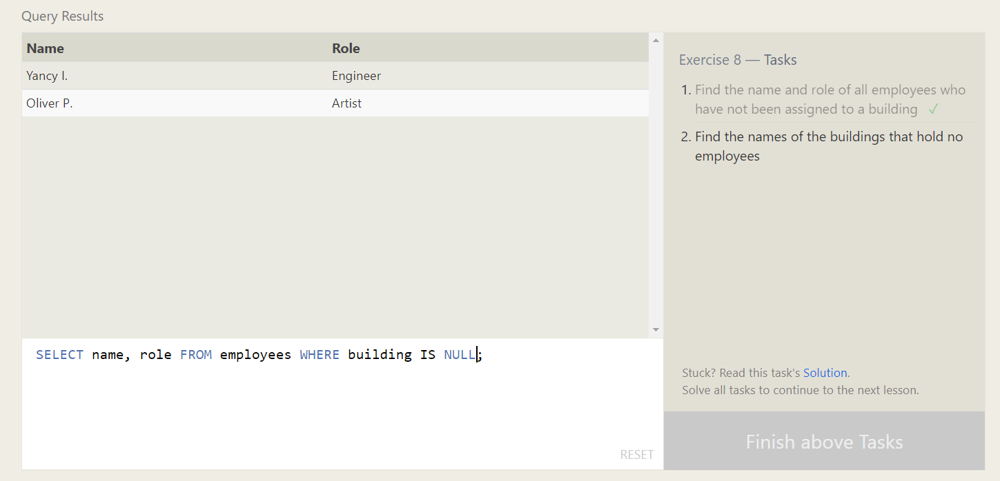 Query Results
Name Role
Yancy I. Engineer
Oliver P. Artist
SELECT name, role FROM employees WHERE building IS NULL;
RESET
Exercise 8 — Tasks
1. Find the name and role of all employees who
have not been assigned to a building ✓
2. Find the names of the buildings that hold no
employees
Stuck? Read this task's Solution.
Solve all tasks to continue to the next lesson.
Finish above Tasks